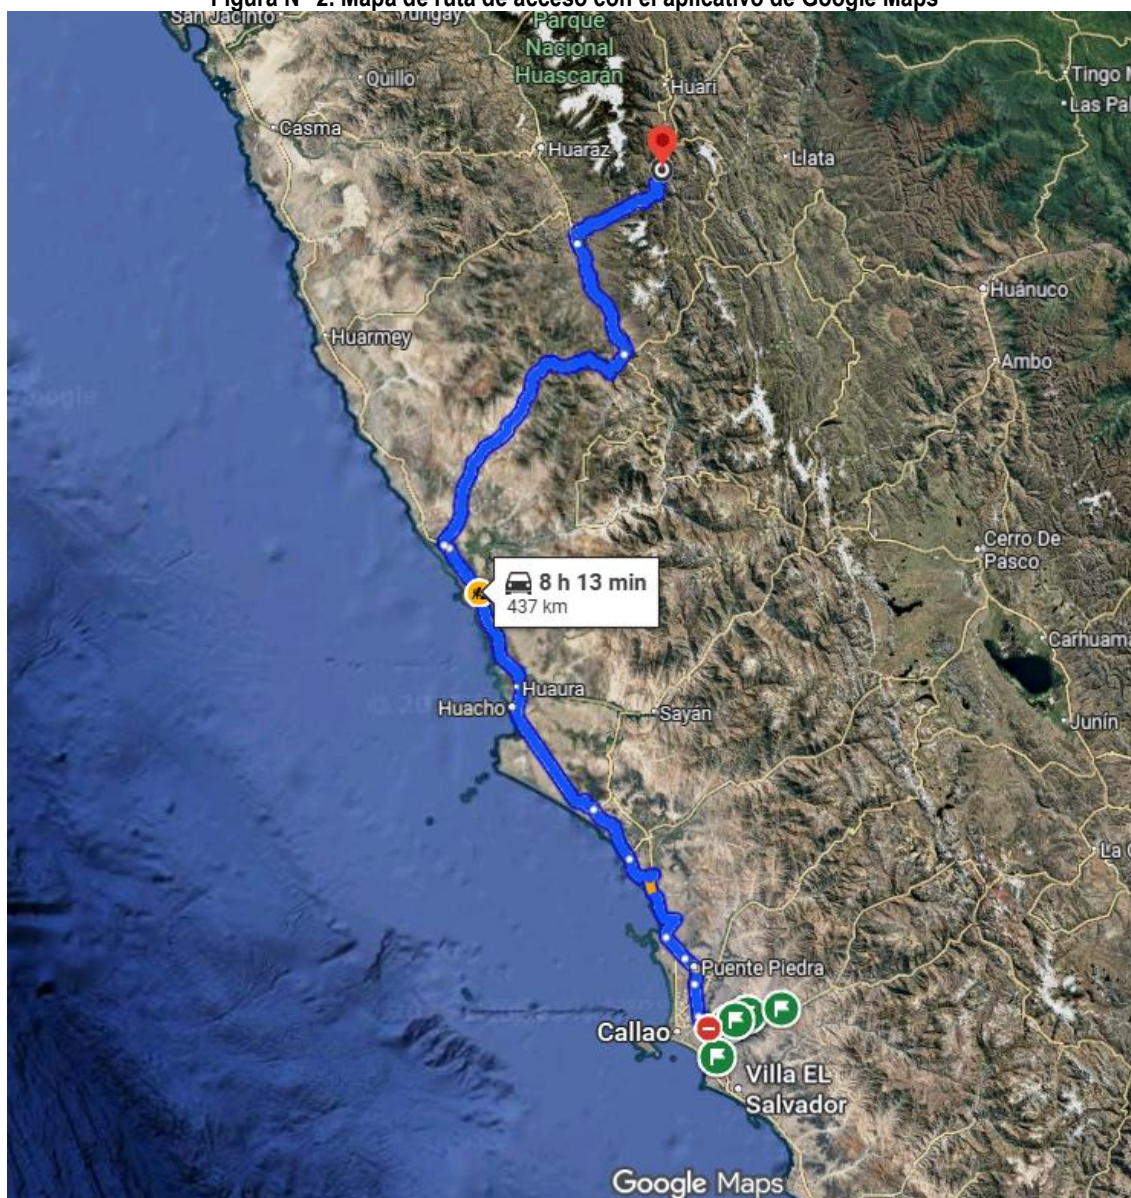 Figura N° 2. Mapa de ruta de acceso con el aplicativo de Google Maps
San Jacinto
Yungay
Parque
Nacional
Huascarán
Tingo M
Quillo
Huari
Las Pal
Casma
Huaraz
Llata
Huánuco
Huarmey
Ambo
Cerro De
Pasco
8 h 13 min
437 km
Carhuama
Huaura
Huacho
Sayán
Junín
La O
Puente Piedra
Callao
Villa EL
Salvador
Google Maps